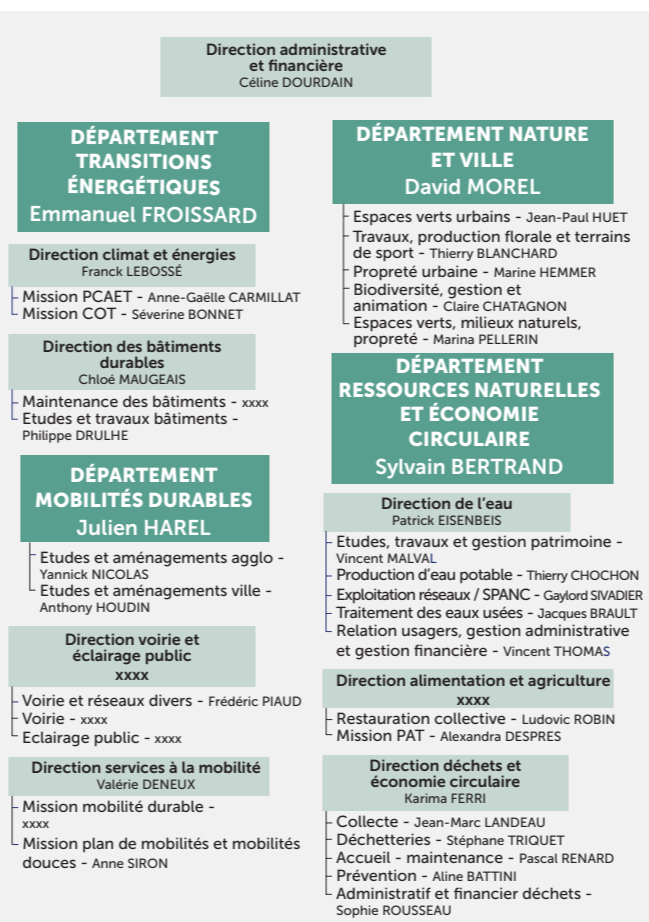 Direction administrative
et financière
Céline DOURDAIN
DÉPARTEMENT
TRANSITIONS
ÉNERGÉTIQUES
Emmanuel FROISSARD
Direction climat et énergies
Franck LEBOSSÉ
Mission PCAET - Anne-Gaëlle CARMILLAT
Mission COT - Séverine BONNET
Direction des bâtiments
durables
Chloé MAUGEAIS
Maintenance des bâtiments - xxxx
Etudes et travaux bâtiments -
Philippe DRULHE
DÉPARTEMENT
MOBILITÉS DURABLES
Julien HAREL
Etudes et aménagements agglo -
Yannick NICOLAS
Etudes et aménagements ville -
Anthony HOUDIN
Direction voirie et
éclairage public
xxxx
Voirie et réseaux divers - Frédéric PIAUD
Voirie - xxxx
Eclairage public - xxxx
Direction services à la mobilité
Valérie DENEUX
Mission mobilité durable -
xxxx
Mission plan de mobilités et mobilités
douces - Anne SIRON
DÉPARTEMENT NATURE
ET VILLE
David MOREL
Espaces verts urbains - Jean-Paul HUET
Travaux, production florale et terrains
de sport - Thierry BLANCHARD
Propreté urbaine - Marine HEMMER
Biodiversité, gestion et
animation - Claire CHATAGNON
Espaces verts, milieux naturels,
propreté - Marina PELLERIN
DÉPARTEMENT
RESSOURCES NATURELLES
ET ÉCONOMIE
CIRCULAIRE
Sylvain BERTRAND
Direction de l'eau
Patrick EISENBEIS
Etudes, travaux et gestion patrimoine -
Vincent MALVAL
Production d'eau potable - Thierry CHOCHON
Exploitation réseaux / SPANC - Gaylord SIVADIER
Traitement des eaux usées - Jacques BRAULT
Relation usagers, gestion administrative
et gestion financière - Vincent THOMAS
Direction alimentation et agriculture
xxxx
Restauration collective - Ludovic ROBIN
Mission PAT - Alexandra DESPRES
Direction déchets et
économie circulaire
Karima FERRI
Collecte - Jean-Marc LANDEAU
Déchetteries - Stéphane TRIQUET
Accueil - maintenance - Pascal RENARD
Prévention - Aline BATTINI
Administratif et financier déchets -
Sophie ROUSSEAU